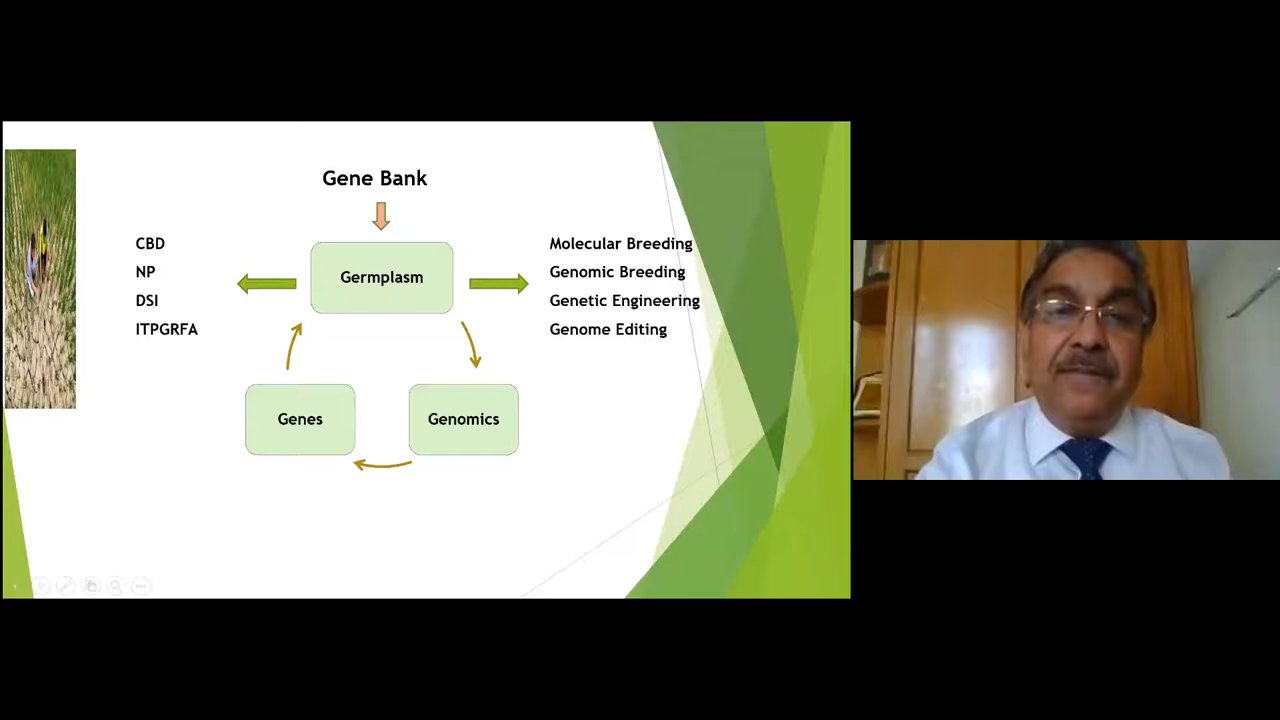 Gene Bank
CBD
NP
DSI
ITPGRFA
Germplasm
Molecular Breeding
Genomic Breeding
Genetic Engineering
Genome Editing
Genes
Genomics